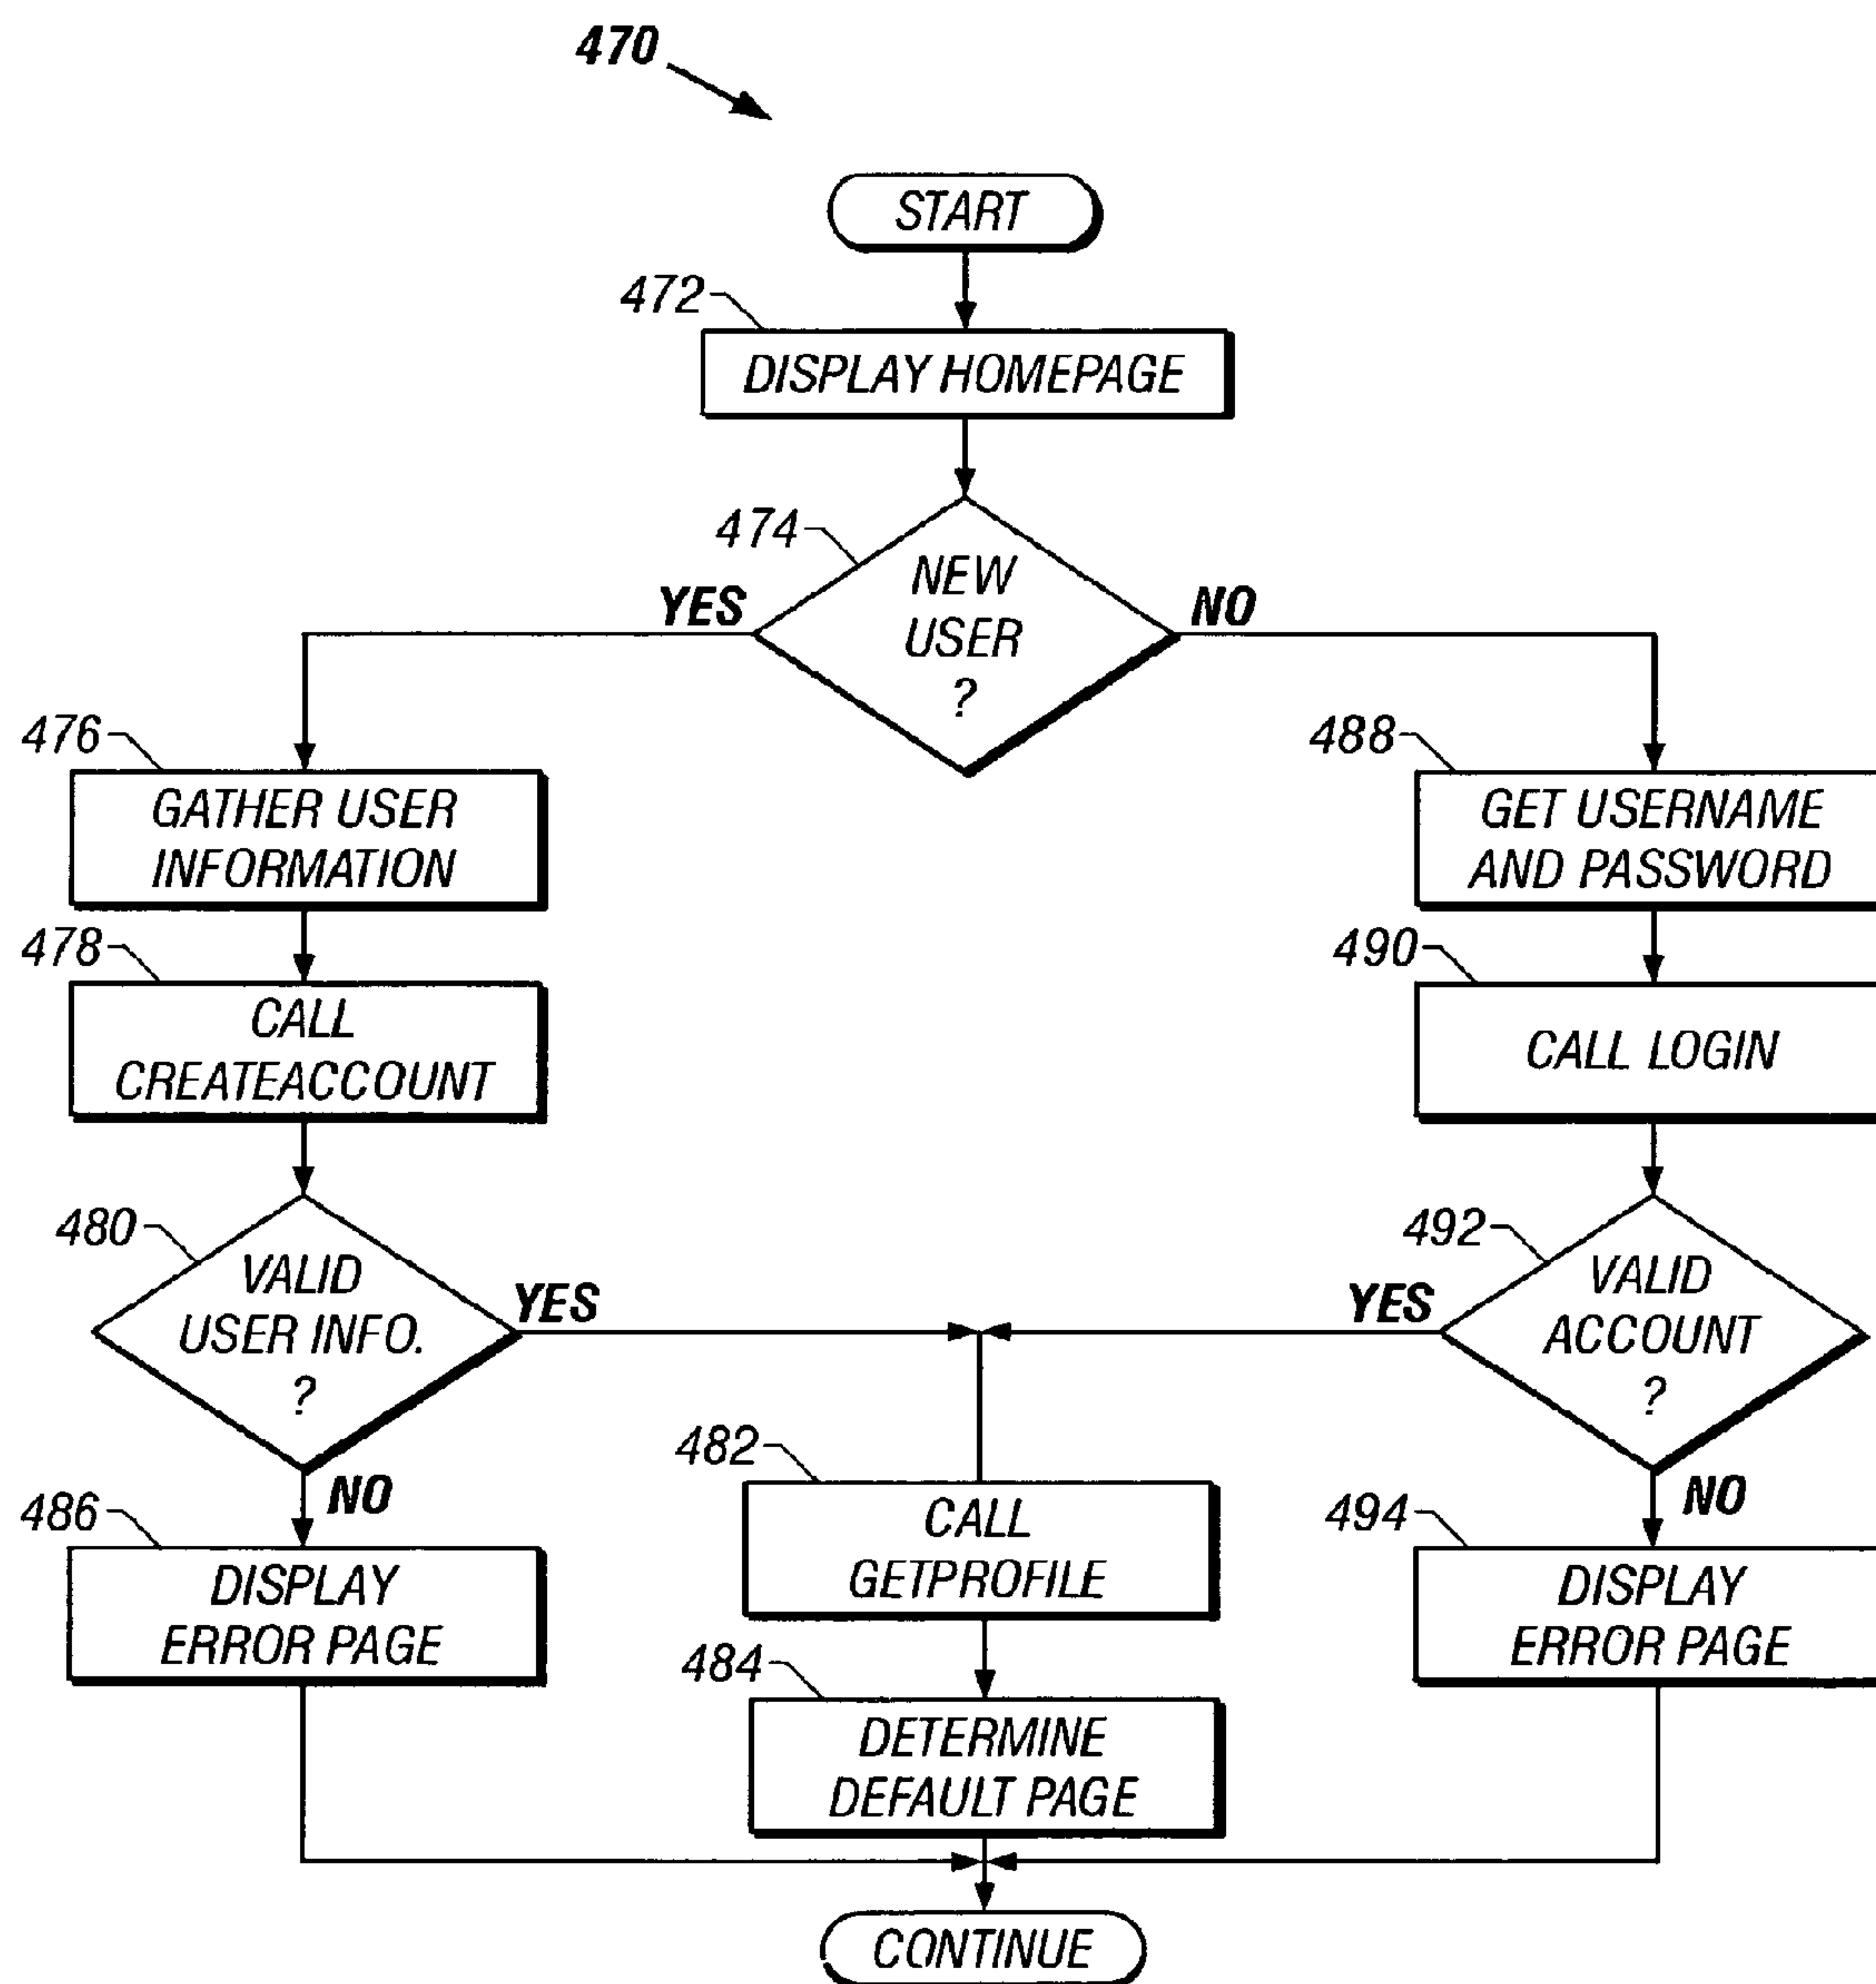 470
START
472
DISPLAY HOMEPAGE
474
NEW
USER
?
YES
NO
476
GATHER USER
INFORMATION
488
GET USERNAME
AND PASSWORD
478
CALL
CREATEACCOUNT
490
CALL LOGIN
480
VALID
USER INFO.
?
YES
NO
492
VALID
ACCOUNT
?
YES
NO
482
CALL
GETPROFILE
486
DISPLAY
ERROR PAGE
494
DISPLAY
ERROR PAGE
484
DETERMINE
DEFAULT PAGE
CONTINUE